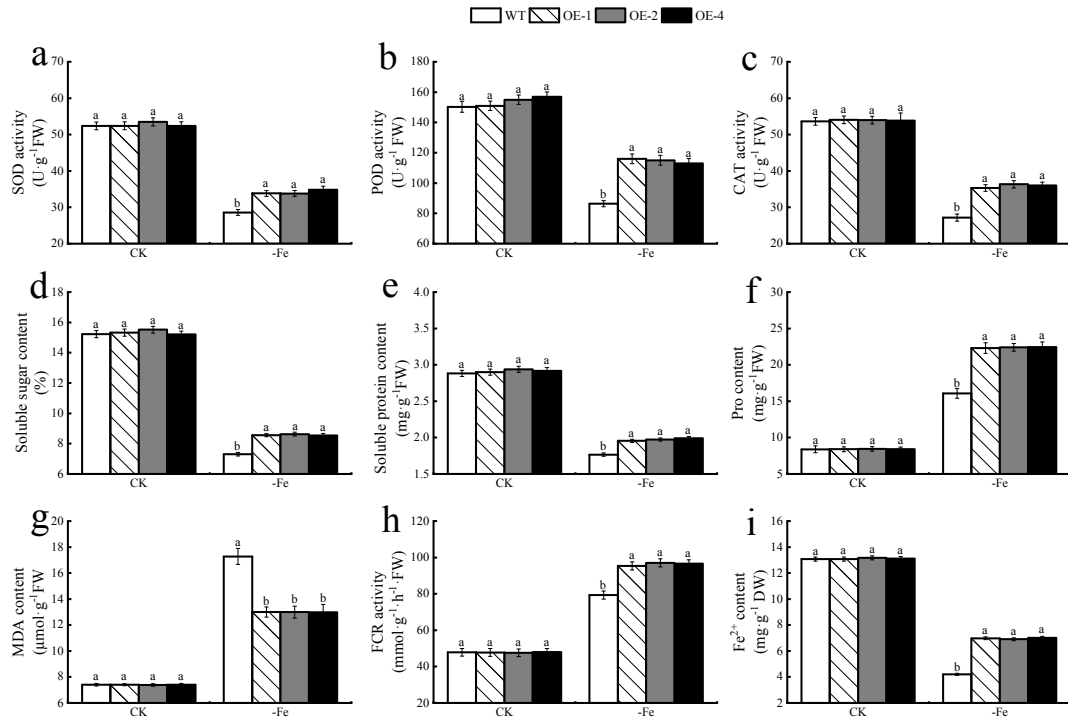 WT OE-1 OE-2 OE-4
a
SOD activity
(U·g⁻¹ FW)
70
60
50
40
30
20
a a a a
b a a a
CK -Fe
b
POD activity
(U·g⁻¹ FW)
180
160
140
120
100
80
60
a a a a
b a a a
CK -Fe
c
CAT activity
(U·g⁻¹ FW)
70
60
50
40
30
20
a a a a
b a a a
CK -Fe
d
Soluble sugar content
(%)
18
16
14
12
10
8
6
a a a a
b a a a
CK -Fe
e
Soluble protein content
(mg·g⁻¹FW)
4.0
3.5
3.0
2.5
2.0
1.5
a a a a
b a a a
CK -Fe
f
Pro content
(mg·g⁻¹FW)
30
25
20
15
10
5
a a a a
b a a a
CK -Fe
g
MDA content
(μmol·g⁻¹FW
20
18
16
14
12
10
8
6
a a a a
a b b b
CK -Fe
h
FCR activity
(mmol·g⁻¹·h⁻¹·FW)
120
100
80
60
40
20
a a a a
b a a a
CK -Fe
i
Fe²⁺ content
(mg·g⁻¹ DW)
16
14
12
10
8
6
4
2
a a a a
b a a a
CK -Fe